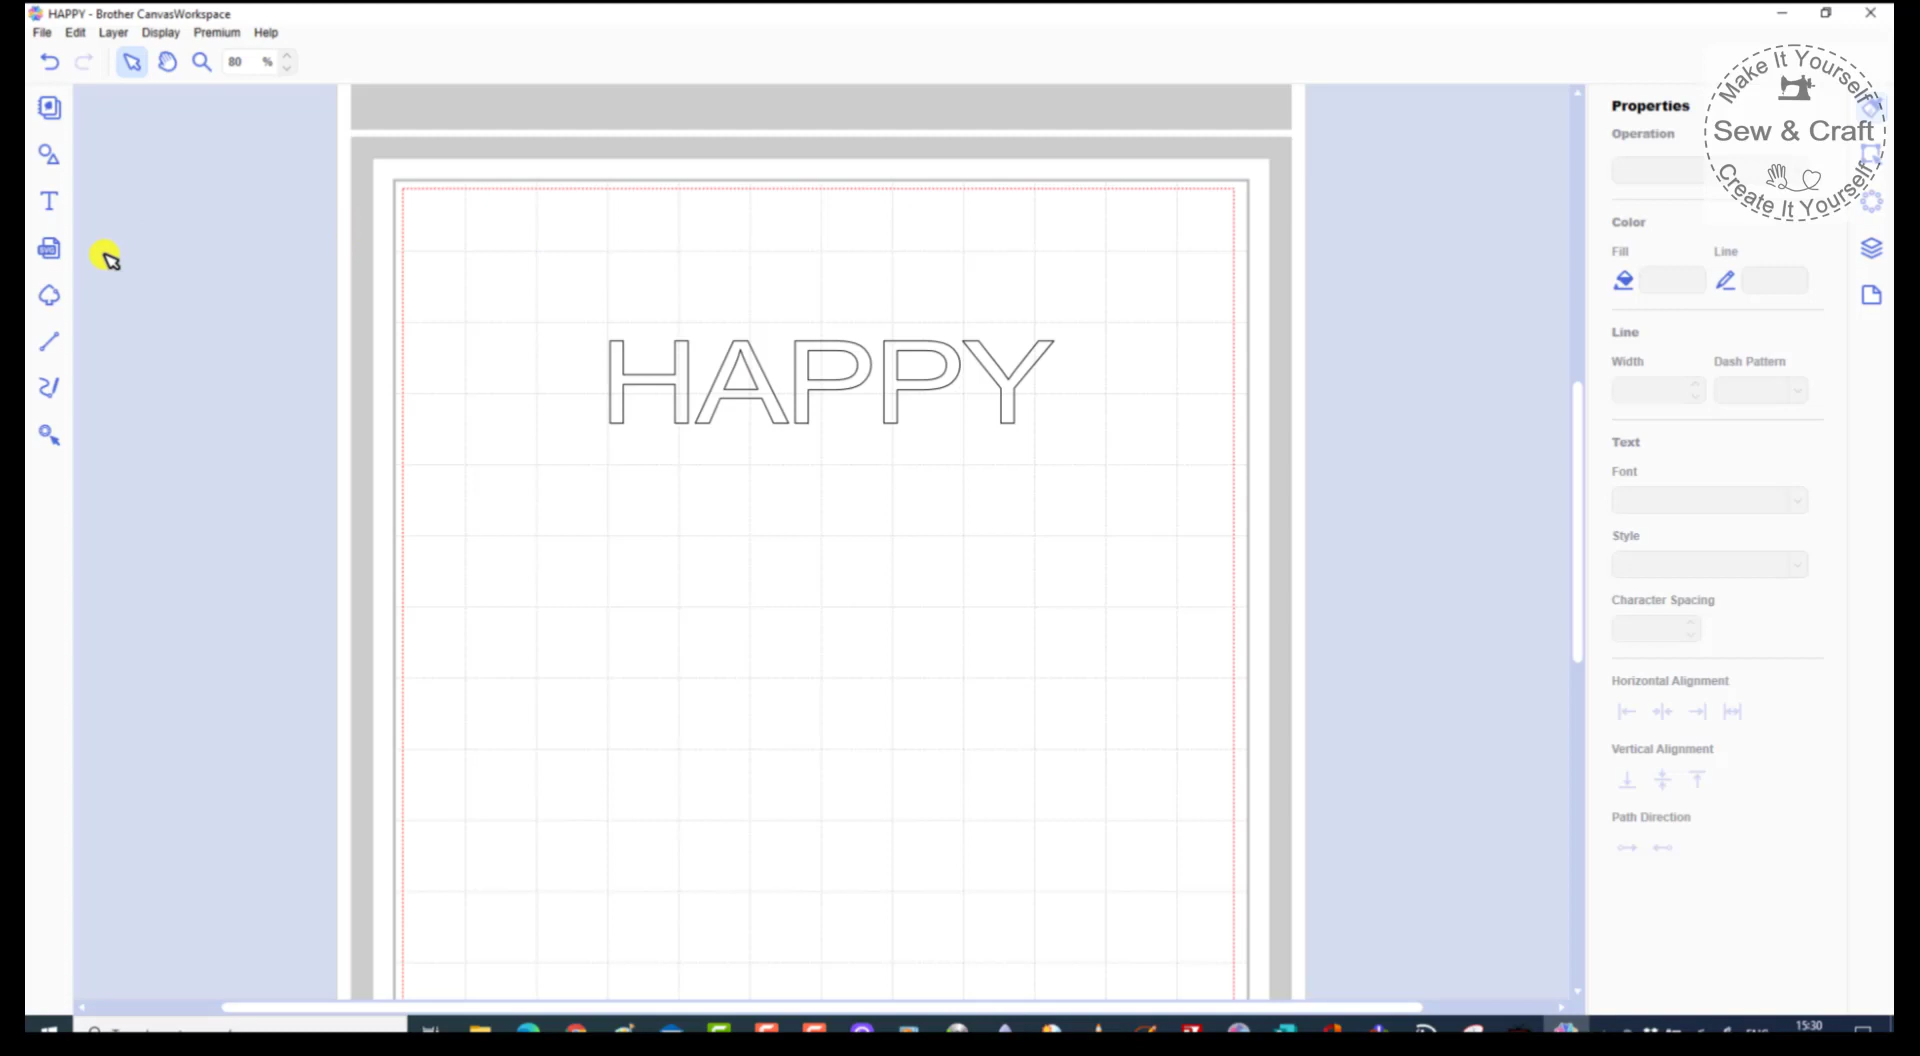 HAPPY - Brother CanvasWorkspace
File Edit Layer Display Premium Help
80 %
Make It Yourself
Sew & Craft
Create It Yourself
Properties
Operation
Color
Fill Line
Line
Width Dash Pattern
Text
Font
Style
Character Spacing
Horizontal Alignment
Vertical Alignment
Path Direction
SVG
HAPPY
15:30